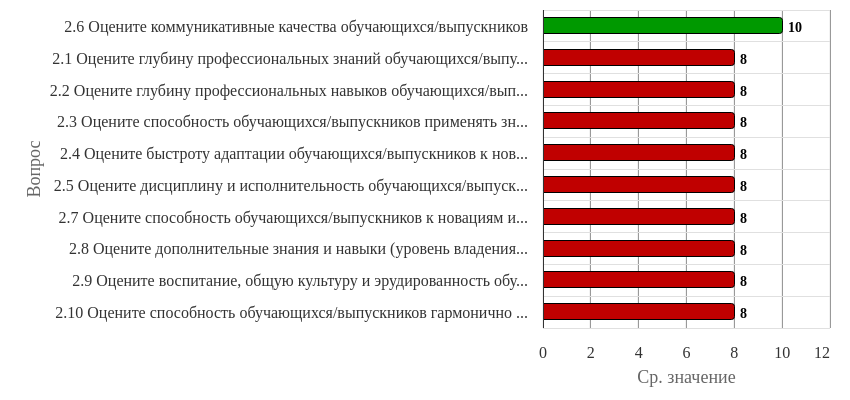 2.6 Оцените коммуникативные качества обучающихся/выпускников 10
2.1 Оцените глубину профессиональных знаний обучающихся/выпу... 8
2.2 Оцените глубину профессиональных навыков обучающихся/вып... 8
2.3 Оцените способность обучающихся/выпускников применять зн... 8
2.4 Оцените быстроту адаптации обучающихся/выпускников к нов... 8
2.5 Оцените дисциплину и исполнительность обучающихся/выпуск... 8
2.7 Оцените способность обучающихся/выпускников к новациям и... 8
2.8 Оцените дополнительные знания и навыки (уровень владения... 8
2.9 Оцените воспитание, общую культуру и эрудированность обу... 8
2.10 Оцените способность обучающихся/выпускников гармонично ... 8
Вопрос
0 2 4 6 8 10 12
Ср. значение